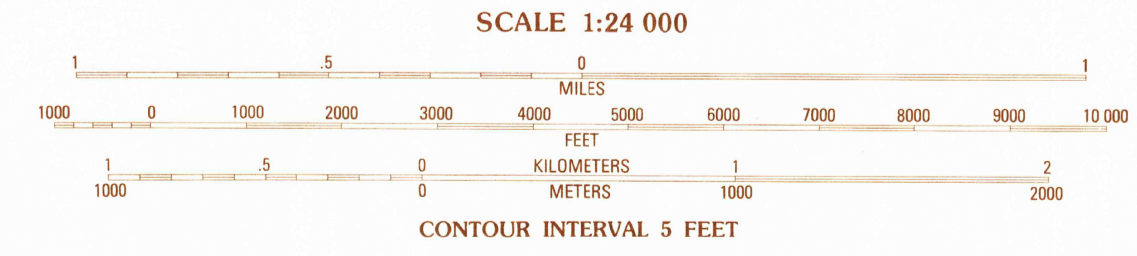 SCALE 1:24 000
1 .5 0 1
MILES
1000 0 1000 2000 3000 4000 5000 6000 7000 8000 9000 10 000
FEET
1 .5 0 KILOMETERS 1 2
1000 0 METERS 1000 2000
CONTOUR INTERVAL 5 FEET